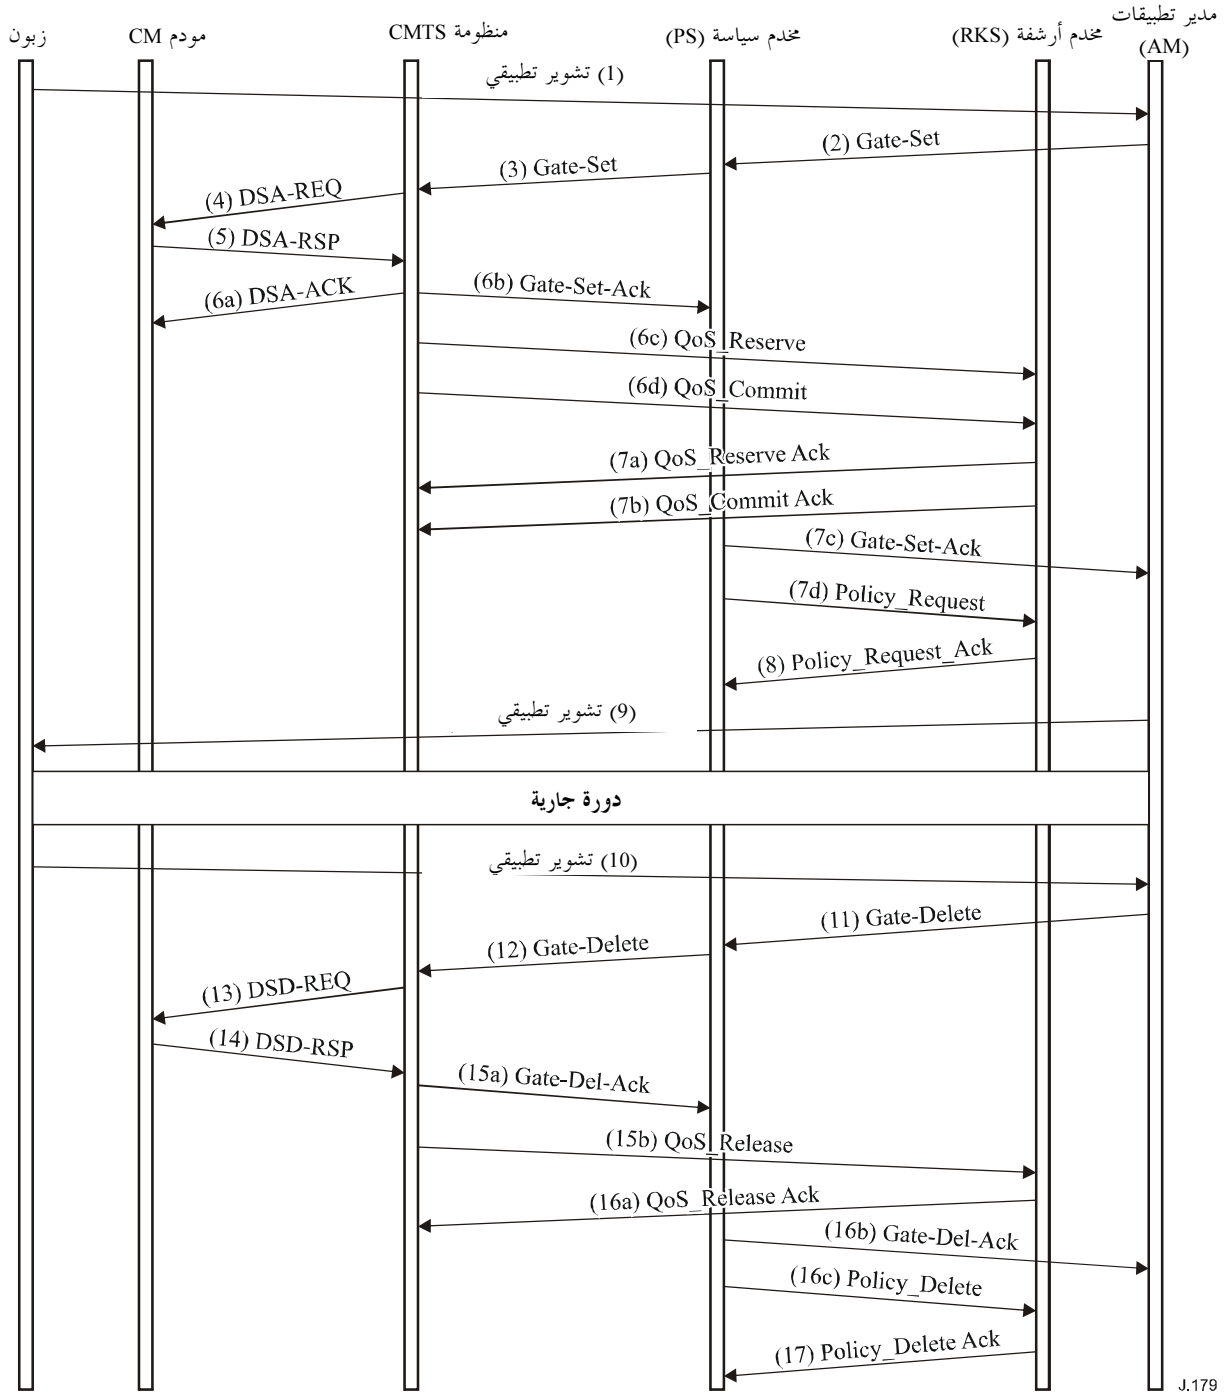 مدير تطبيقات (AM)
مخدم أرشفة (RKS)
مخدم سياسة (PS)
منظومة CMTS
مودم CM
زبون
(1) تشوير تطبيقي
(2) Gate-Set
(3) Gate-Set
(4) DSA-REQ
(5) DSA-RSP
(6a) DSA-ACK
(6b) Gate-Set-Ack
(6c) QoS_Reserve
(6d) QoS_Commit
(7a) QoS_Reserve Ack
(7b) QoS_Commit Ack
(7c) Gate-Set-Ack
(7d) Policy_Request
(8) Policy_Request_Ack
(9) تشوير تطبيقي
دورة جارية
(10) تشوير تطبيقي
(11) Gate-Delete
(12) Gate-Delete
(13) DSD-REQ
(14) DSD-RSP
(15a) Gate-Del-Ack
(15b) QoS_Release
(16a) QoS_Release Ack
(16b) Gate-Del-Ack
(16c) Policy_Delete
(17) Policy_Delete Ack
J.179